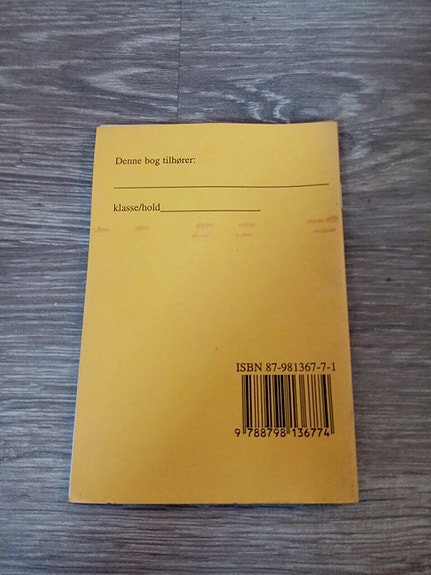 Denne bog tilhører:
klasse/hold
ISBN 87-981367-7-1
9 788798 136774